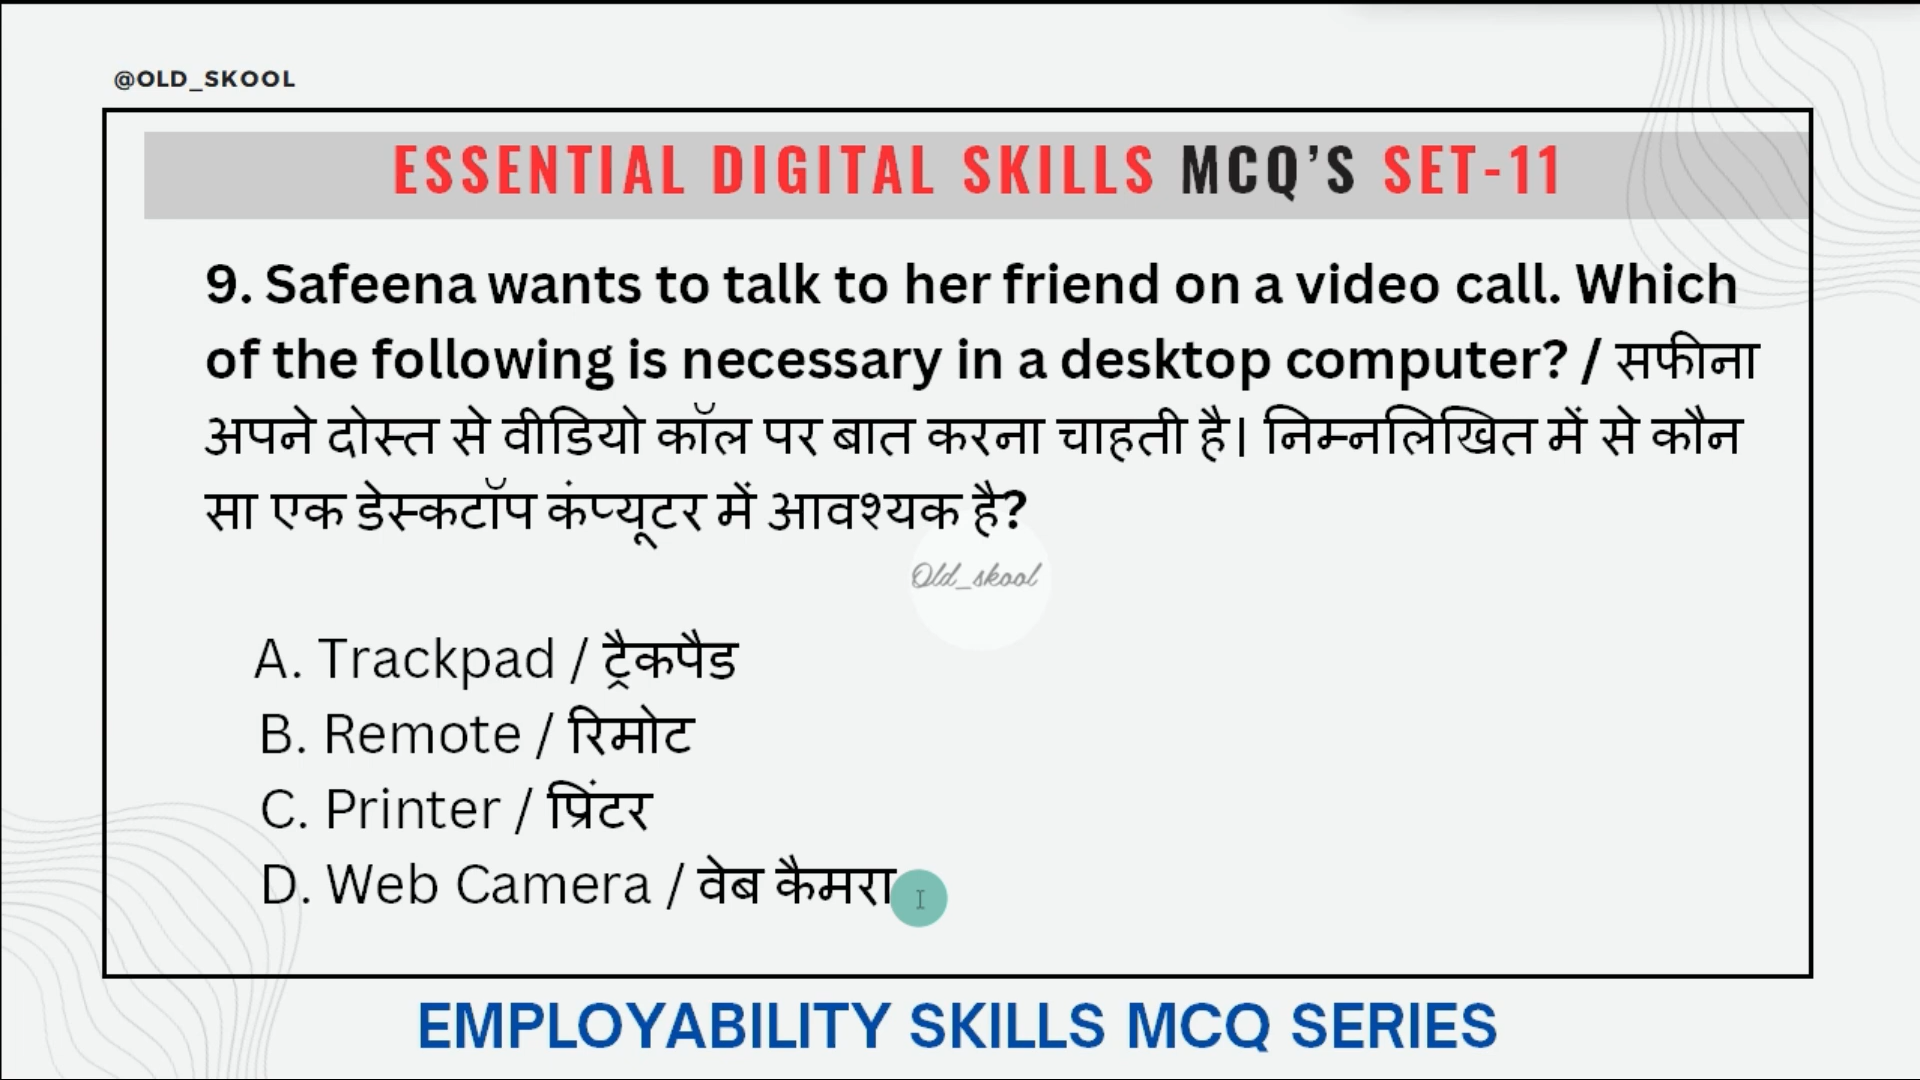 @OLD_SKOOL
ESSENTIAL DIGITAL SKILLS MCQ'S SET-11
9. Safeena wants to talk to her friend on a video call. Which
of the following is necessary in a desktop computer? / सफीना
अपने दोस्त से वीडियो कॉल पर बात करना चाहती है। निम्नलिखित में से कौन
सा एक डेस्कटॉप कंप्यूटर में आवश्यक है?
Old_skool
A. Trackpad / ट्रैकपैड
B. Remote / रिमोट
C. Printer / प्रिंटर
D. Web Camera / वेब कैमरा
EMPLOYABILITY SKILLS MCQ SERIES